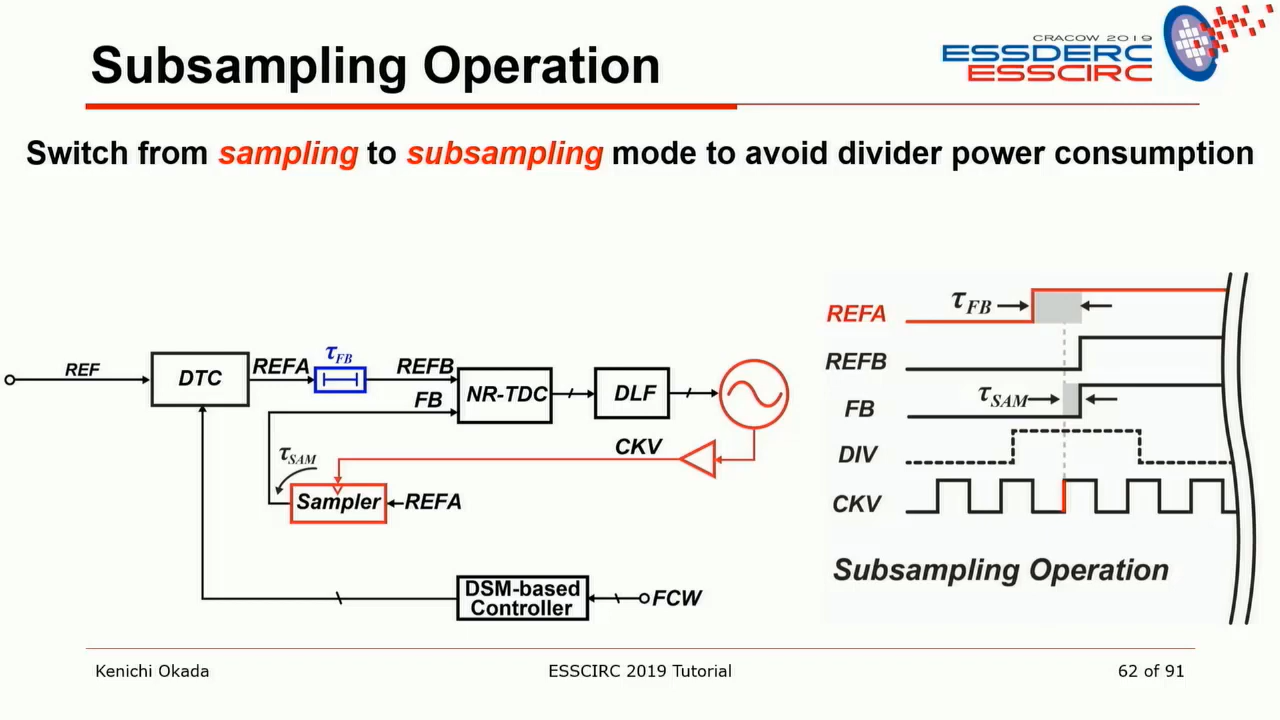 Subsampling Operation
CRACOW 2019
ESSDERC
ESSCIRC
Switch from sampling to subsampling mode to avoid divider power consumption
REF
DTC
REFA
τFB
REFB
FB
NR-TDC
DLF
CKV
τSAM
Sampler
REFA
DSM-based
Controller
FCW
REFA
τFB
REFB
FB
τSAM
DIV
CKV
Subsampling Operation
Kenichi Okada
ESSCIRC 2019 Tutorial
62 of 91